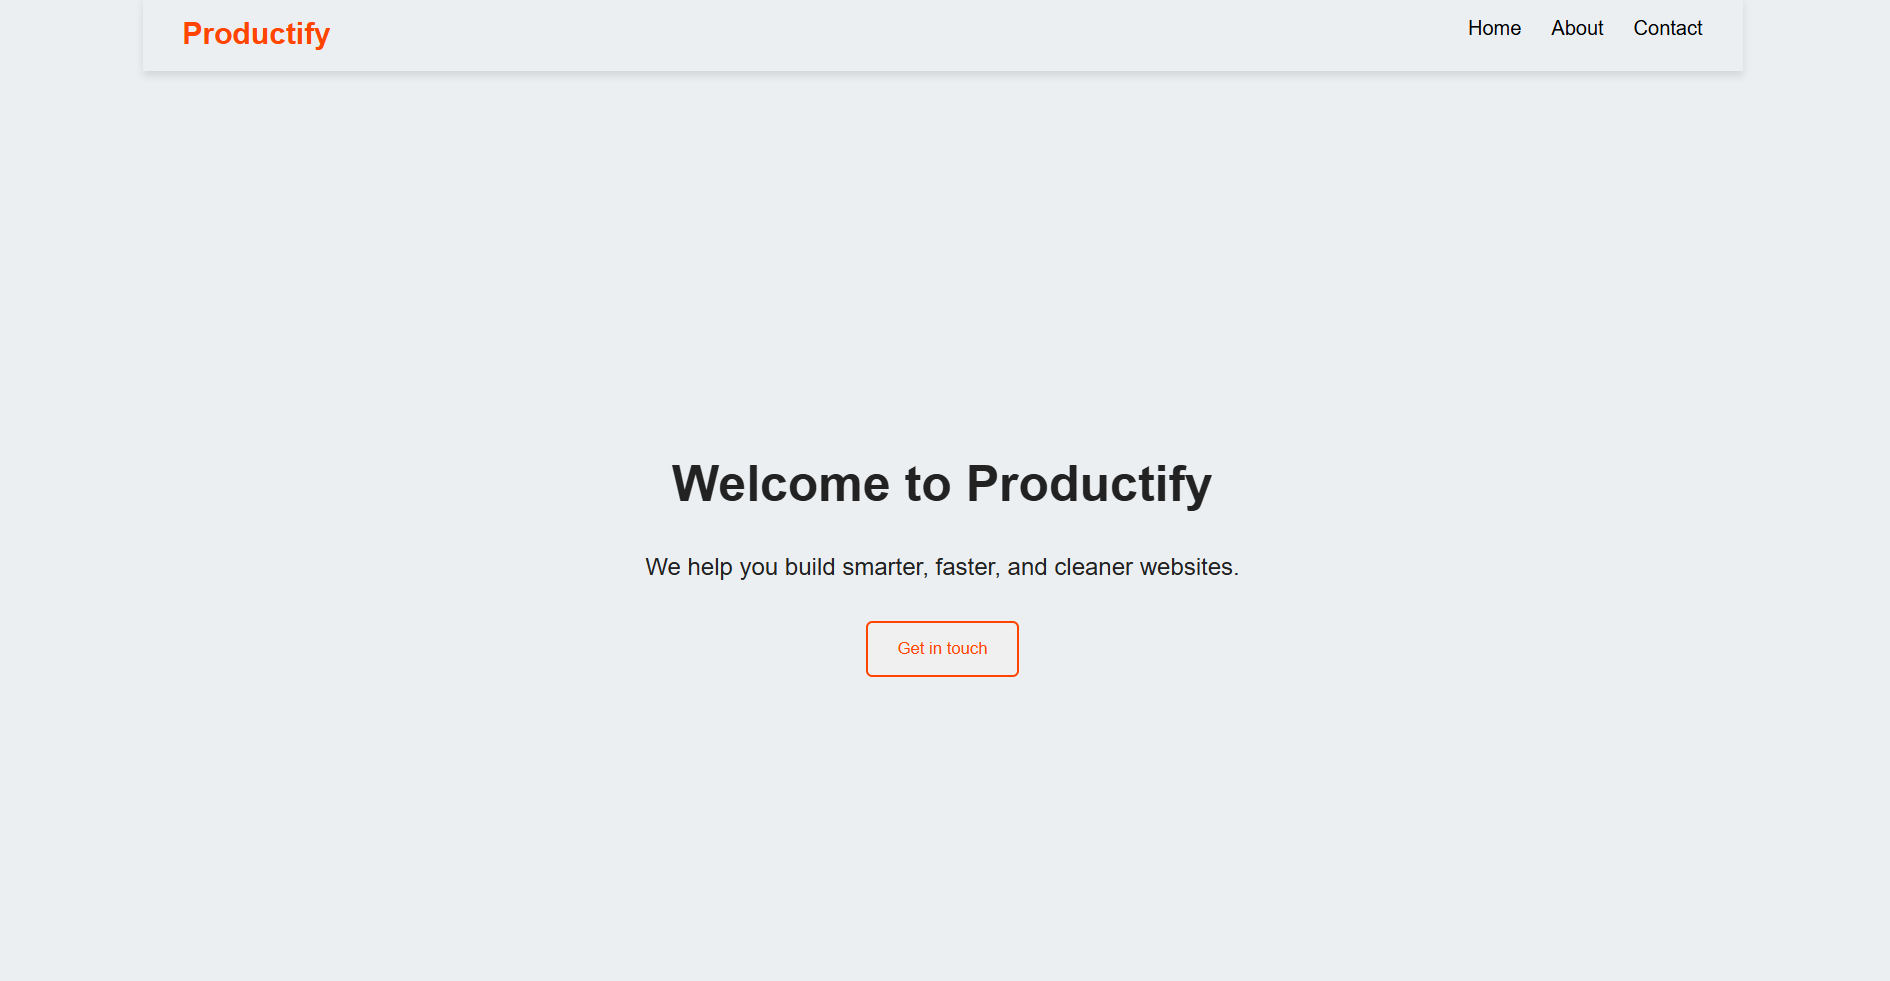 Productify
Home About Contact
Welcome to Productify
We help you build smarter, faster, and cleaner websites.
Get in touch